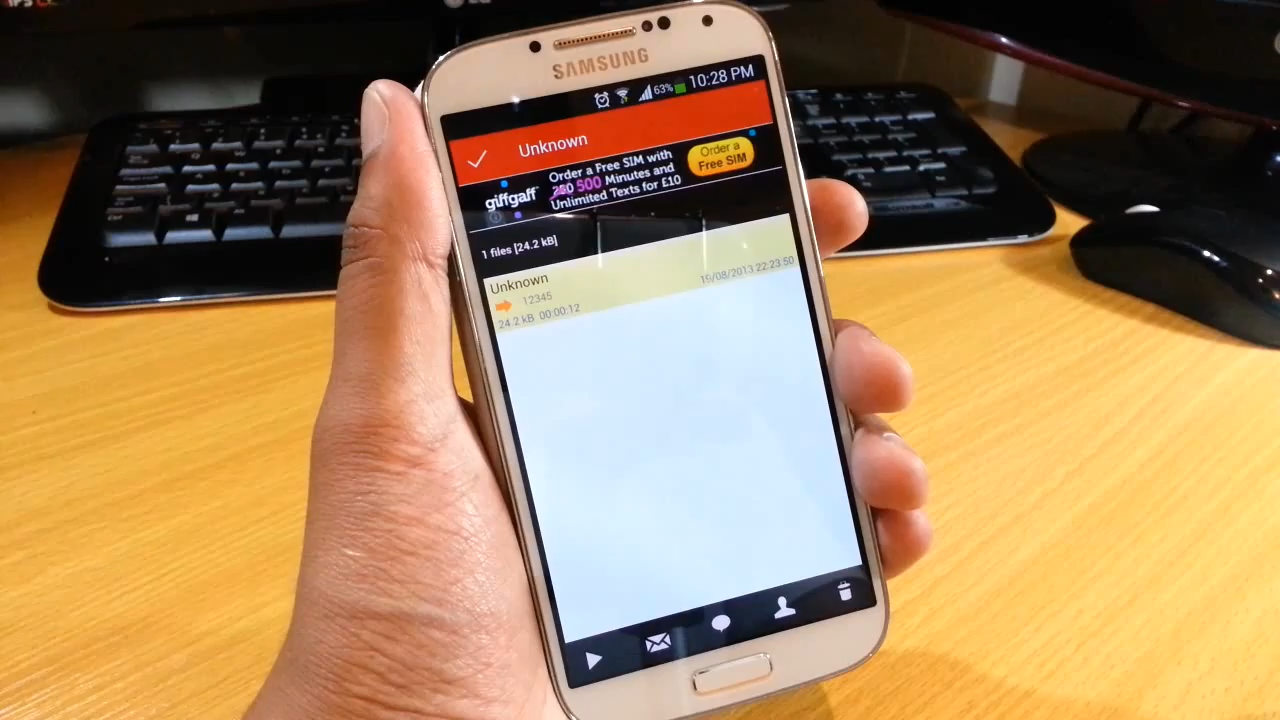 LG
SAMSUNG
63% 10:28 PM
Unknown
giffgaff
Order a Free SIM with
250 500 Minutes and
Unlimited Texts for £10
Order a
Free SIM
1 files [24.2 kB]
Unknown
19/08/2013 22:23:50
12345
24.2 kB 00:00:12